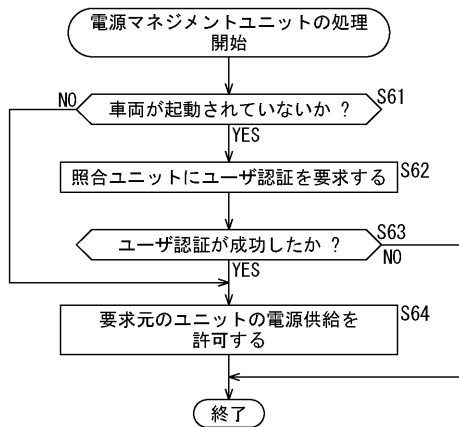 電源マネジメントユニットの処理
開始
S61
NO
車両が起動されていないか ?
YES
S62
照合ユニットにユーザ認証を要求する
S63
ユーザ認証が成功したか ?
NO
YES
S64
要求元のユニットの電源供給を
許可する
終了